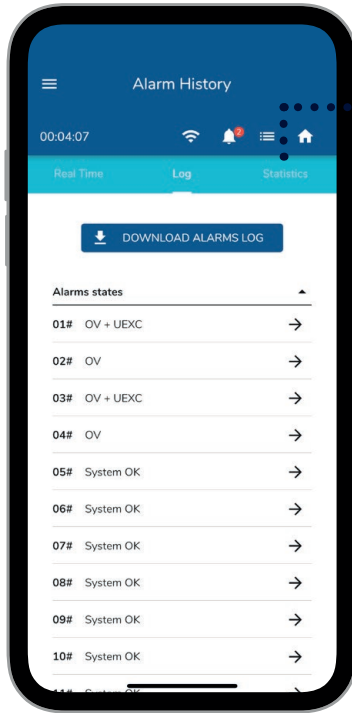 Alarm History
00:04:07 2
Real Time Log Statistics
DOWNLOAD ALARMS LOG
Alarms states
01# OV + UEXC
02# OV
03# OV + UEXC
04# OV
05# System OK
06# System OK
07# System OK
08# System OK
09# System OK
10# System OK